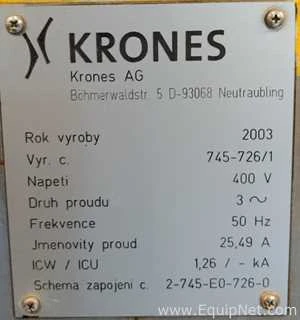 KRONES
Krones AG
Böhmerwaldstr. 5 D-93068 Neutraubling
Rok vyroby 2003
Vyr. c. 745-726/1
Napeti 400 V
Druh proudu 3 ~
Frekvence 50 Hz
Jmenovity proud 25,49 A
ICW / ICU 1,26 / - kA
Schema zapojeni c. 2-745-E0-726-0
© www.EquipNet.com